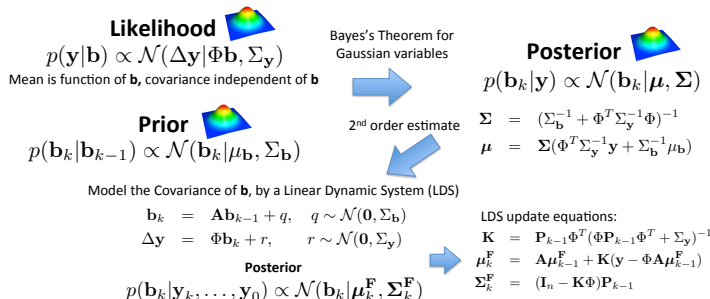 Likelihood
p(y|b) ∝ N(Δy|Φb, Σ_y)
Mean is function of b, covariance independent of b
Prior
p(b_k|b_{k−1}) ∝ N(b_k|μ_b, Σ_b)
Bayes's Theorem for
Gaussian variables
Posterior
p(b_k|y) ∝ N(b_k|μ, Σ)
Σ = (Σ_b^{−1} + Φ^T Σ_y^{−1} Φ)^{−1}
μ = Σ(Φ^T Σ_y^{−1} y + Σ_b^{−1} μ_b)
2nd order estimate
Model the Covariance of b, by a Linear Dynamic System (LDS)
b_k = Ab_{k−1} + q, q ∼ N(0, Σ_b)
Δy = Φb_k + r, r ∼ N(0, Σ_y)
Posterior
p(b_k|y_k, . . . , y_0) ∝ N(b_k|μ_k^F, Σ_k^F)
LDS update equations:
K = P_{k−1}Φ^T(ΦP_{k−1}Φ^T + Σ_y)^{−1}
μ_k^F = Aμ_{k−1}^F + K(y − ΦAμ_{k−1}^F)
Σ_k^F = (I_n − KΦ)P_{k−1}